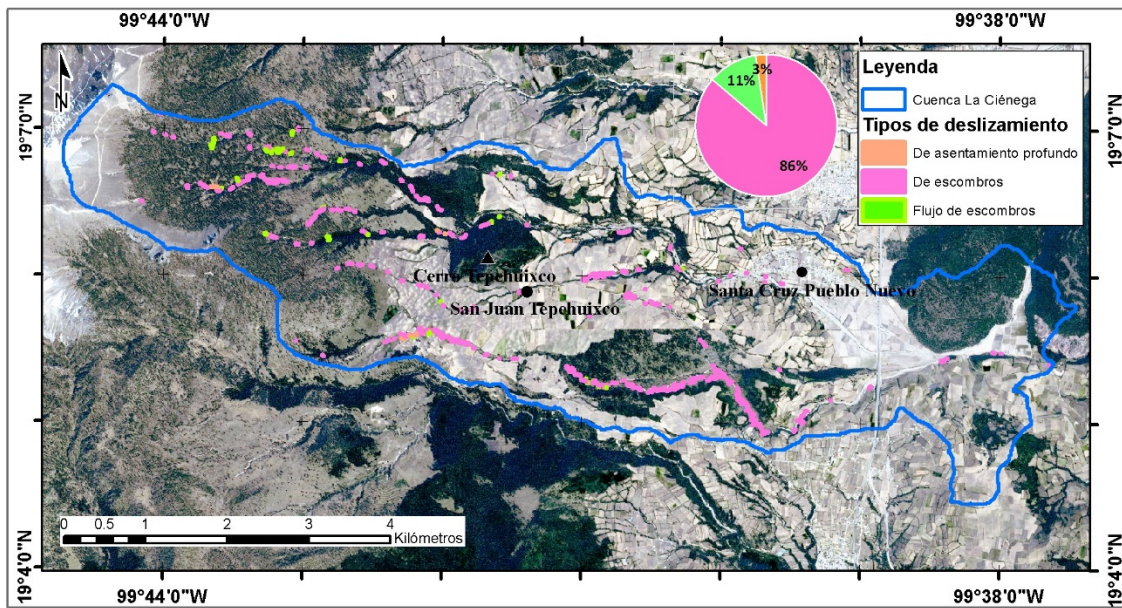 99°44'0"W
99°38'0"W
N
19°7'0"N
19°7'0"N
3%
11%
86%
Leyenda
Cuenca La Ciénega
Tipos de deslizamiento
De asentamiento profundo
De escombros
Flujo de escombros
Cerro Tepehuixco
San Juan Tepehuixco
Santa Cruz Pueblo Nuevo
0 0.5 1 2 3 4
Kilómetros
19°4'0"N
19°4'0"N
99°44'0"W
99°38'0"W